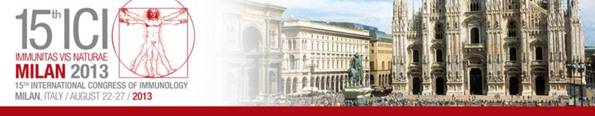 15th ICI
IMMUNITAS VIS NATURAE
MILAN 2013
15TH INTERNATIONAL CONGRESS OF IMMUNOLOGY
MILAN, ITALY / AUGUST 22-27 / 2013